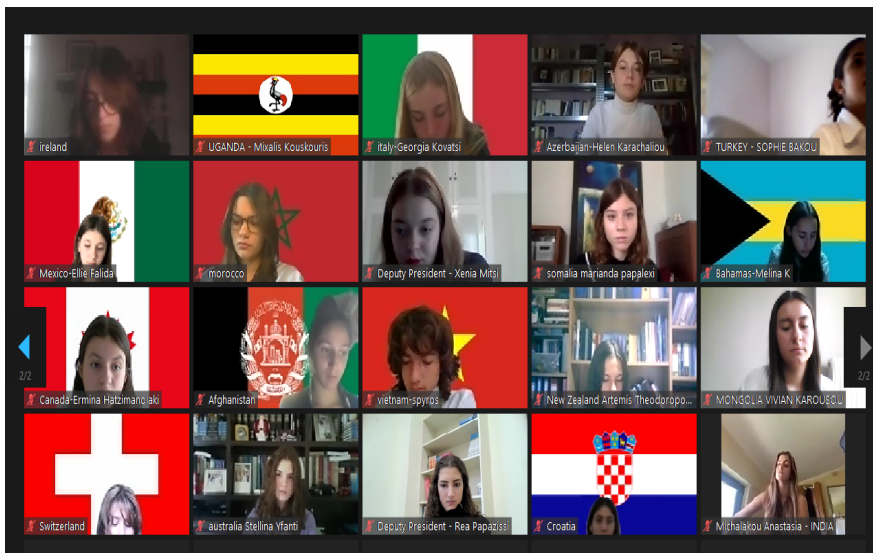 ireland
UGANDA - Mixalis Kouskouris
italy-Georgia Kovatsi
Azerbaijan-Helen Karachaliou
TURKEY - SOPHIE BAKOU
Mexico-Ellie Falida
morocco
Deputy President - Xenia Mitsi
somalia marianda papalexi
Bahamas-Melina K
2/2
2/2
Canada-Ermina Hatzimanolaki
Afghanistan
vietnam-spyros
New Zealand Artemis Theodoropo...
MONGOLIA VIVIAN KAROUSOU
Switzerland
australia Stellina Yfanti
Deputy President - Rea Papazissi
Croatia
Michalakou Anastasia - INDIA